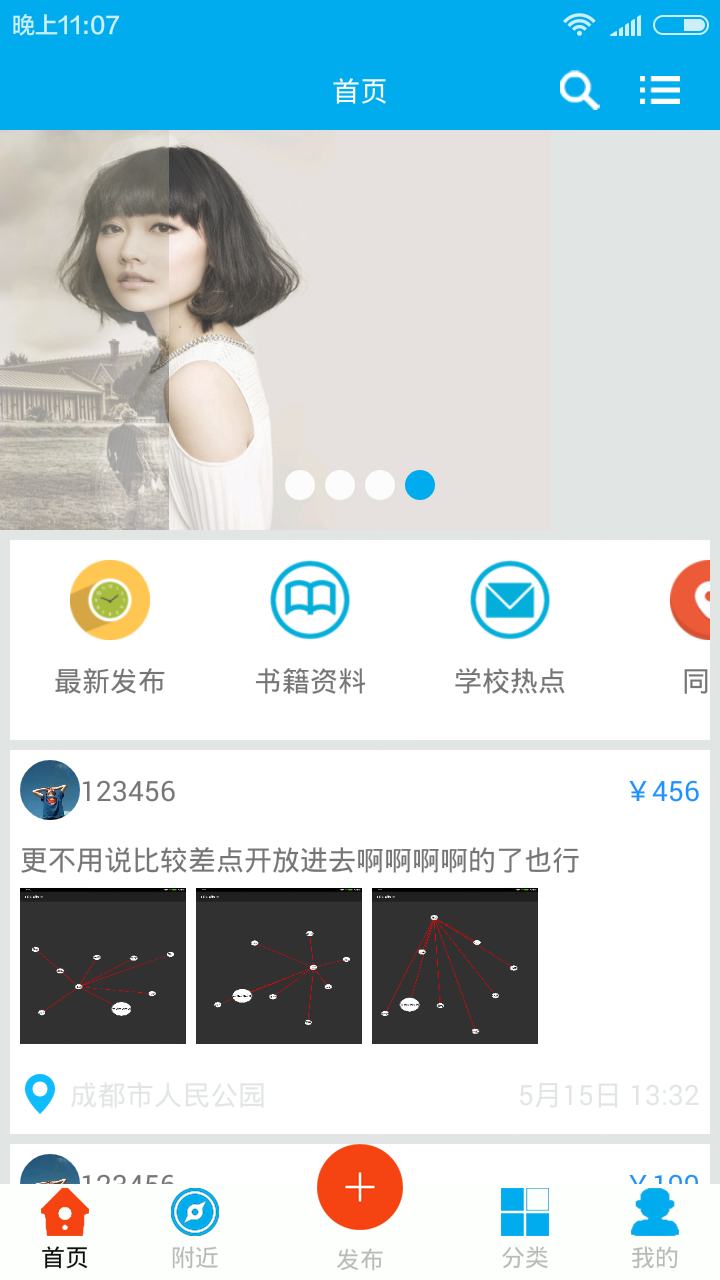 晚上11:07
首页
最新发布
书籍资料
学校热点
同
123456
￥456
更不用说比较差点开放进去啊啊啊啊的了也行
成都市人民公园
5月15日 13:32
123456
￥199
首页
附近
发布
分类
我的